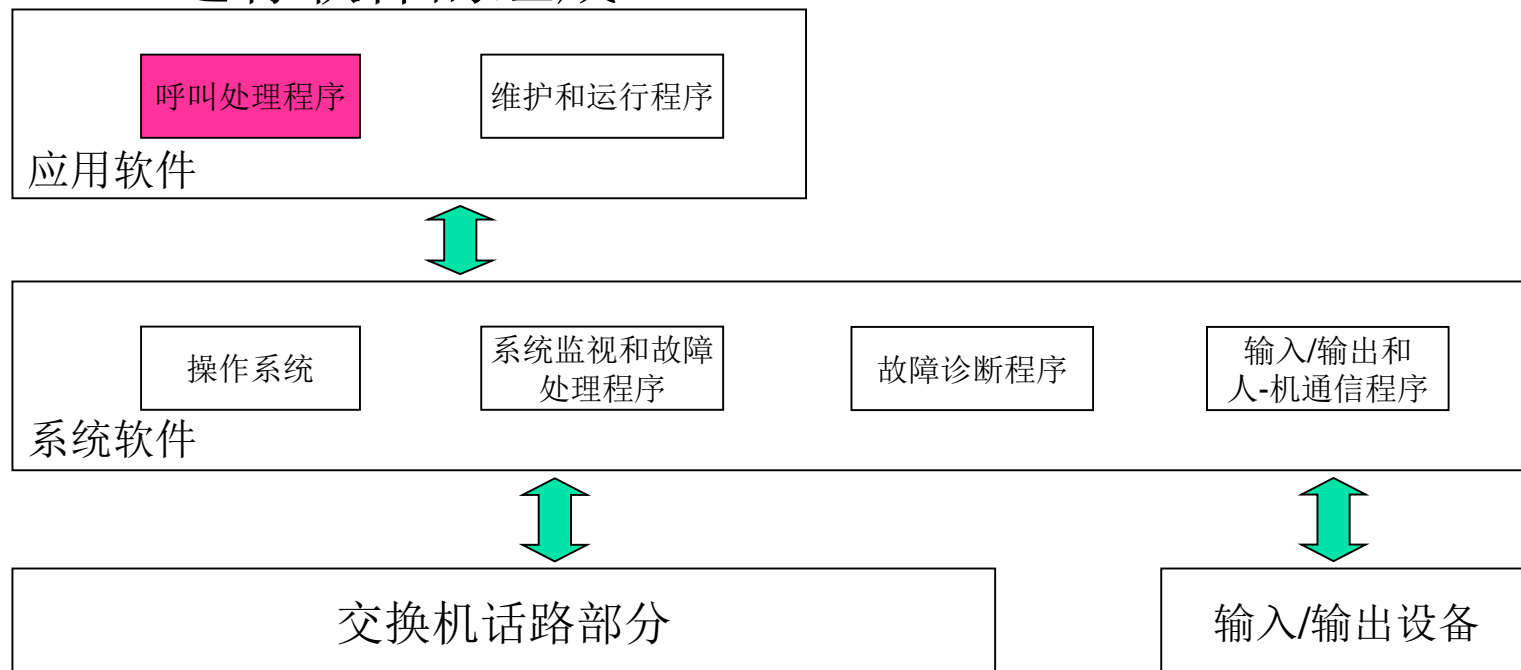 呼叫处理程序
维护和运行程序
应用软件
操作系统
系统监视和故障
处理程序
故障诊断程序
输入/输出和
人-机通信程序
系统软件
交换机话路部分
输入/输出设备